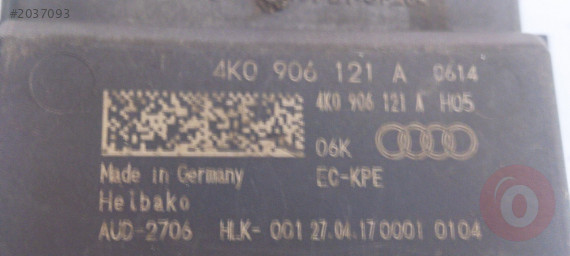 #2037093
4K0 906 121 A 0614
4K0 906 121 A H05
06K
Made in Germany EC-KPE
Helbako
AUD-2706 HLK- 001 27.04.17 0001 0104